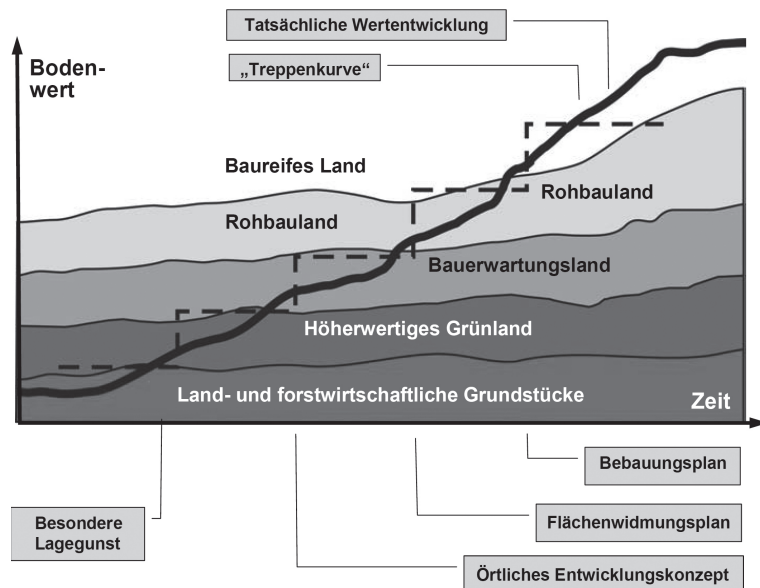 Tatsächliche Wertentwicklung
Boden-
wert
„Treppenkurve“
Baureifes Land
Rohbauland
Rohbauland
Bauerwartungsland
Höherwertiges Grünland
Land- und forstwirtschaftliche Grundstücke
Zeit
Bebauungsplan
Besondere
Lagegunst
Flächenwidmungsplan
Örtliches Entwicklungskonzept